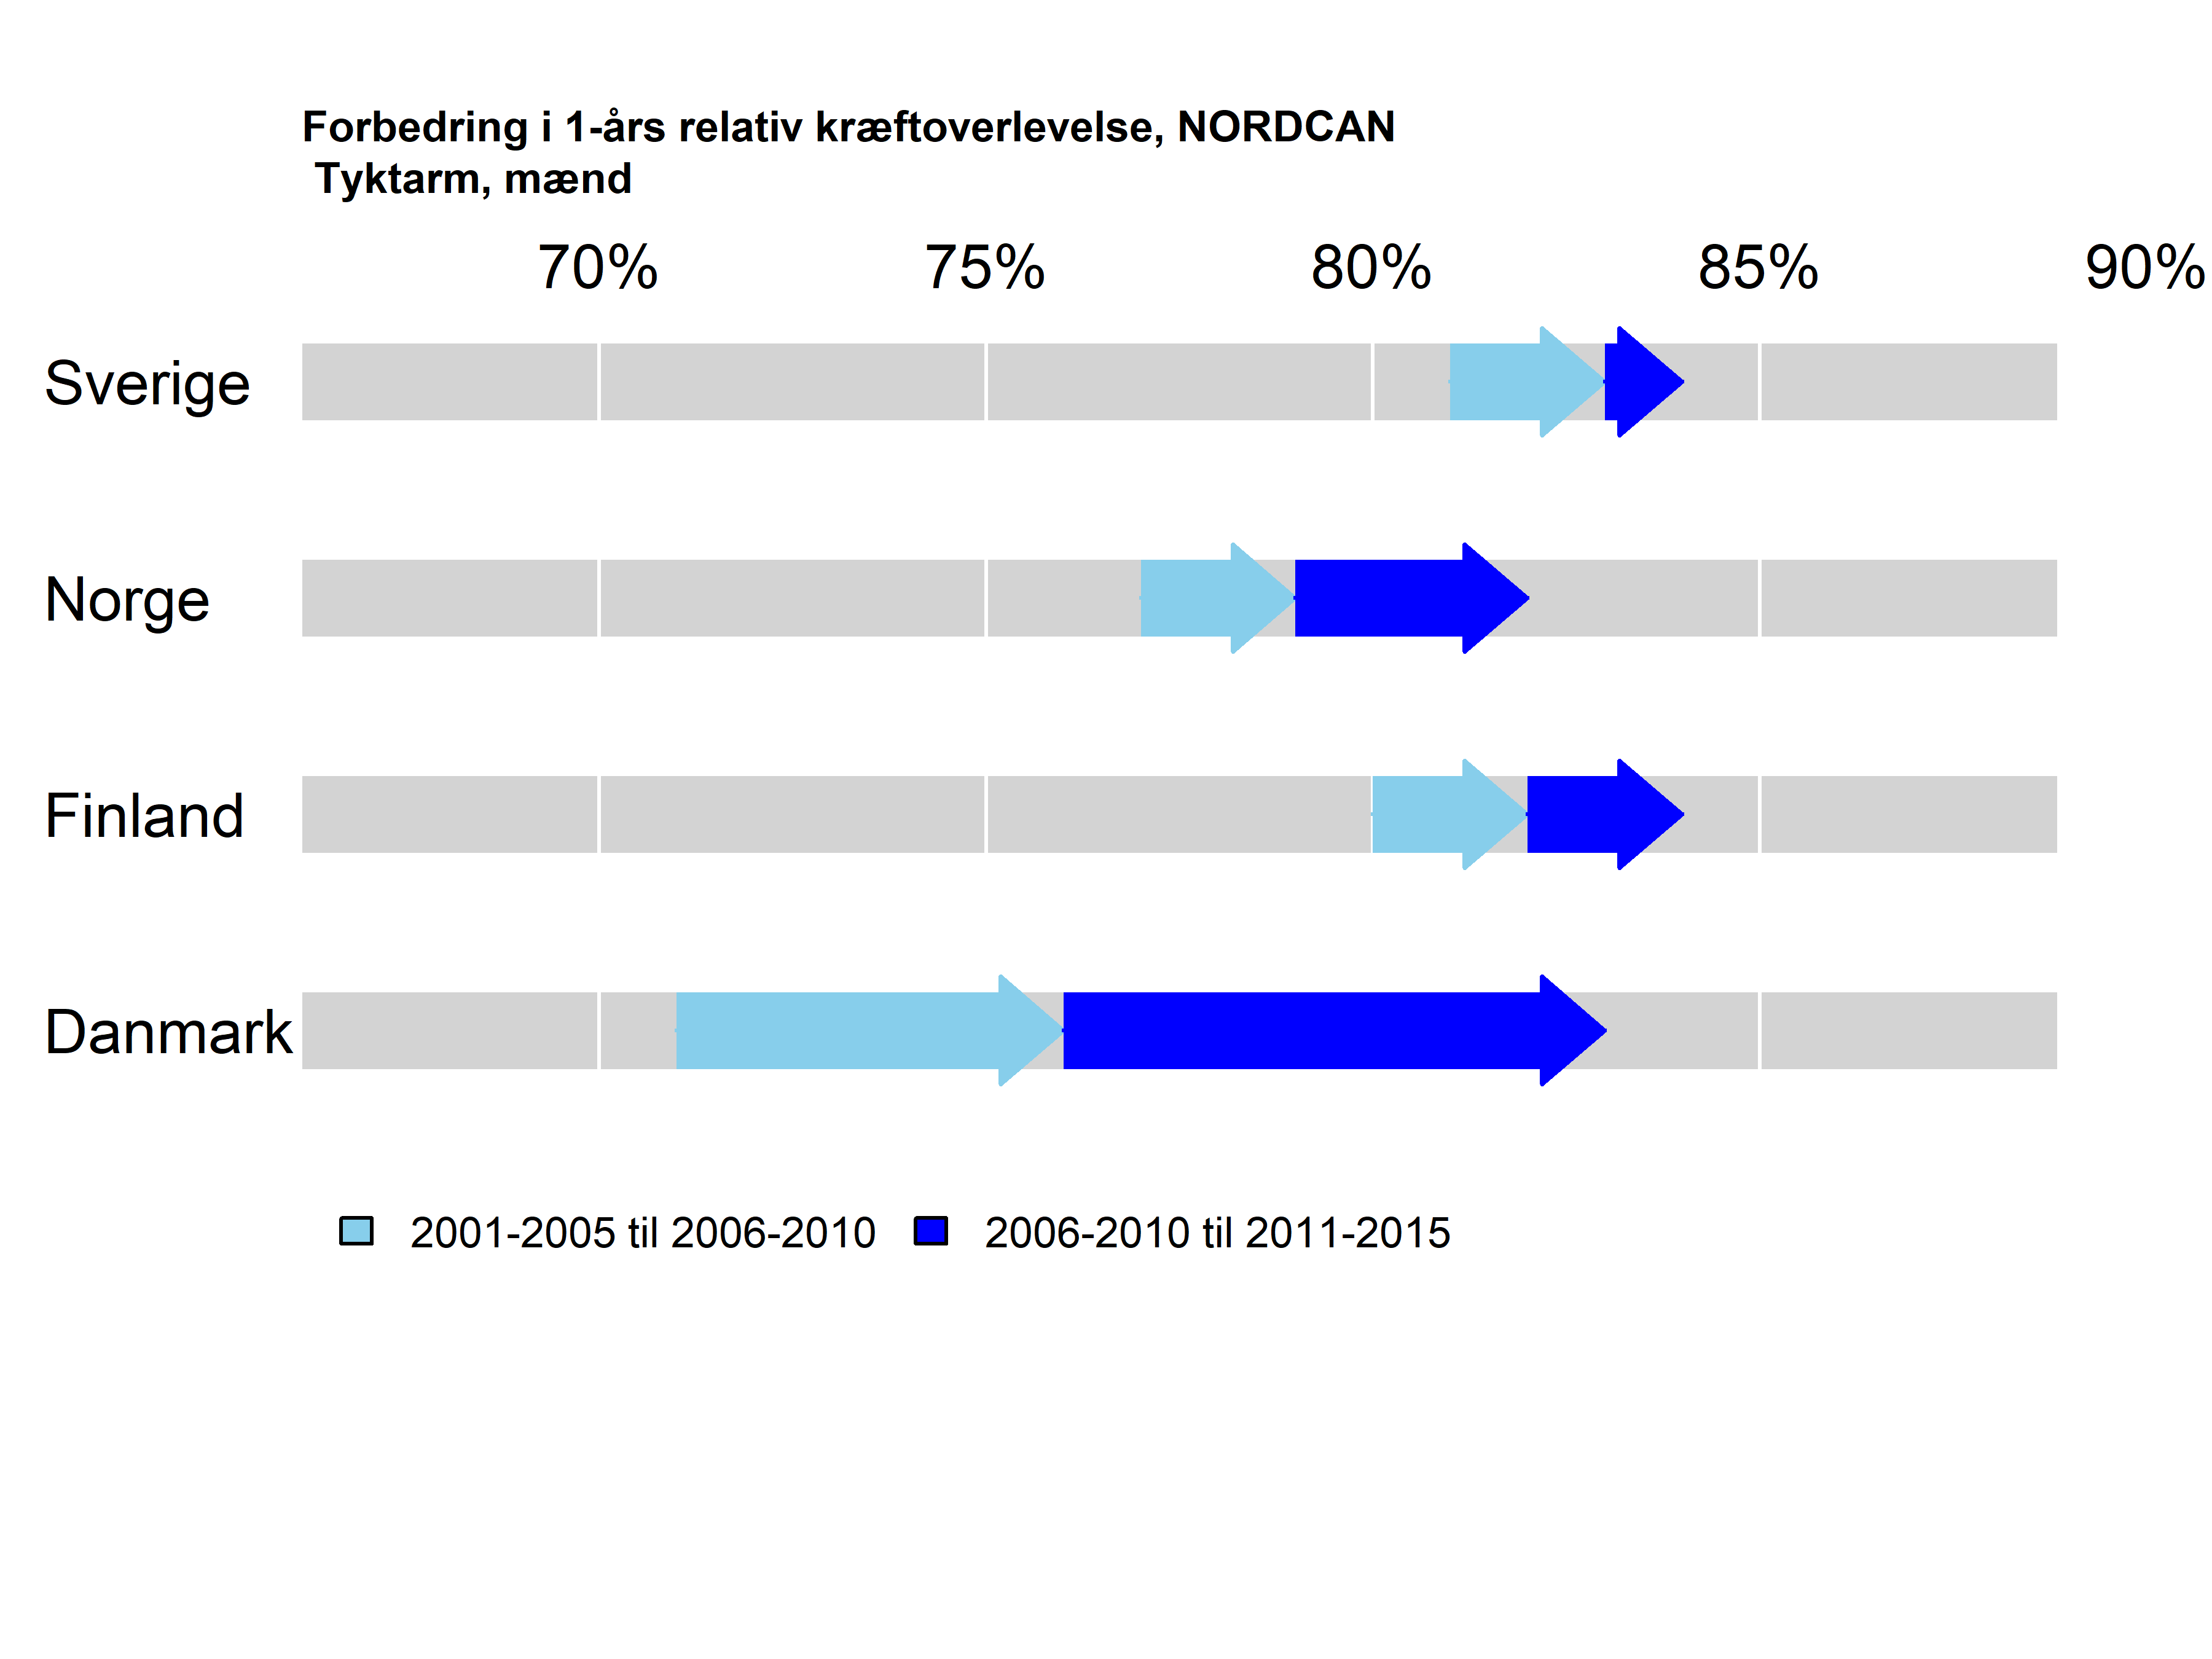 Forbedring i 1-års relativ kræftoverlevelse, NORDCAN
Tyktarm, mænd
70% 75% 80% 85% 90%
Sverige
Norge
Finland
Danmark
2001-2005 til 2006-2010 2006-2010 til 2011-2015